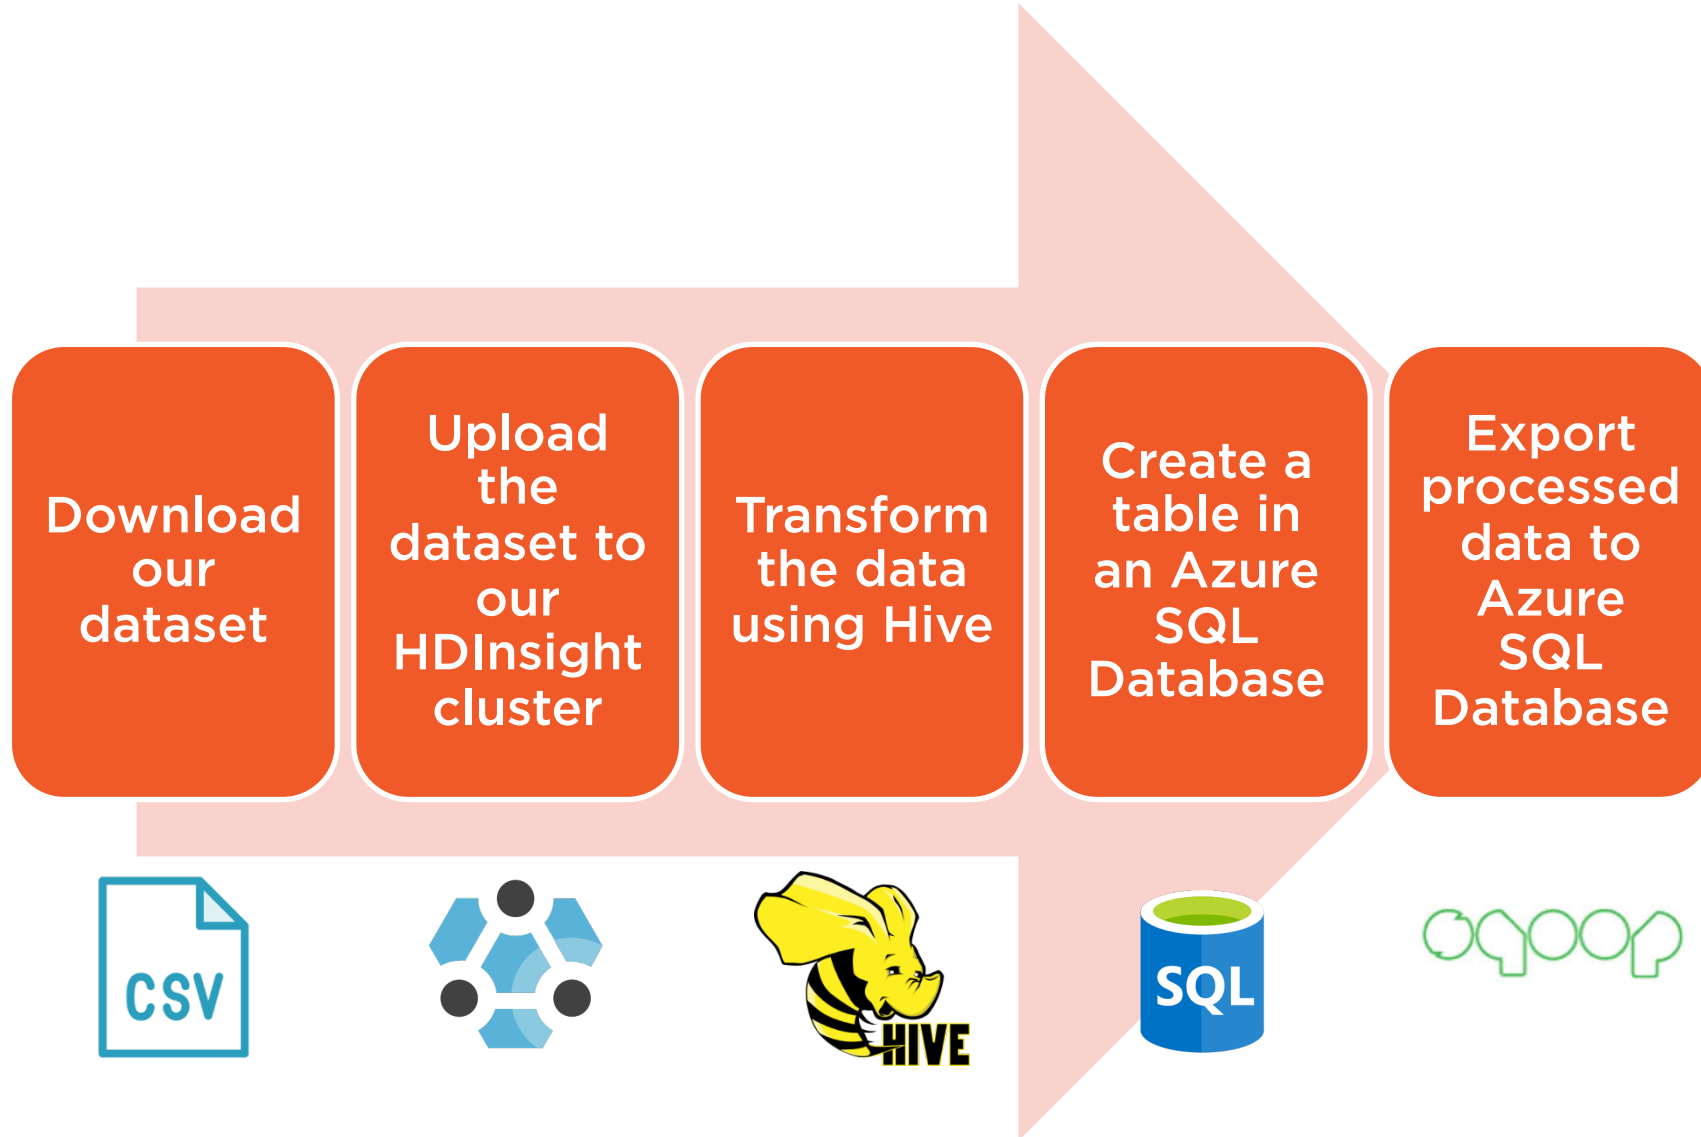 Download
our
dataset
Upload
the
dataset to
our
HDInsight
cluster
Transform
the data
using Hive
Create a
table in
an Azure
SQL
Database
Export
processed
data to
Azure
SQL
Database
CSV
HIVE
SQL
sqoop